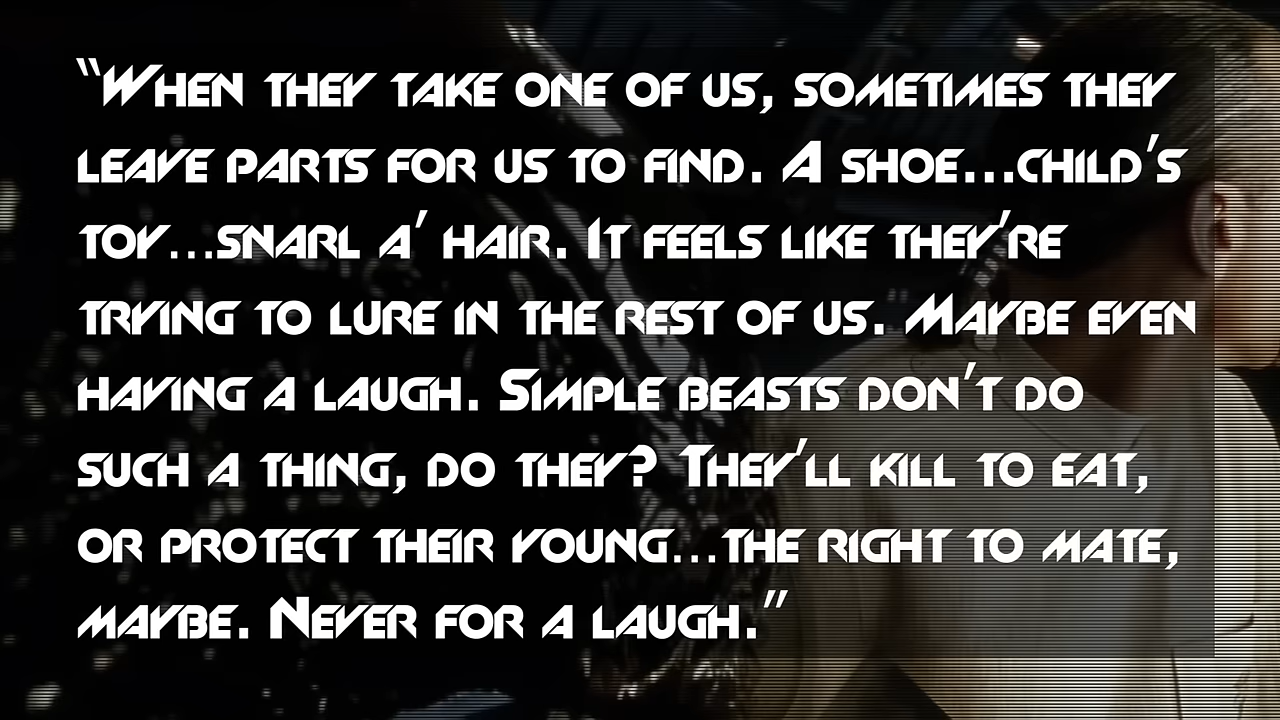 “When they take one of us, sometimes they
leave parts for us to find. A shoe...child's
toy...snarl a' hair. It feels like they're
trying to lure in the rest of us. Maybe even
having a laugh. Simple beasts don't do
such a thing, do they? They'll kill to eat,
or protect their young...the right to mate,
maybe. Never for a laugh.”